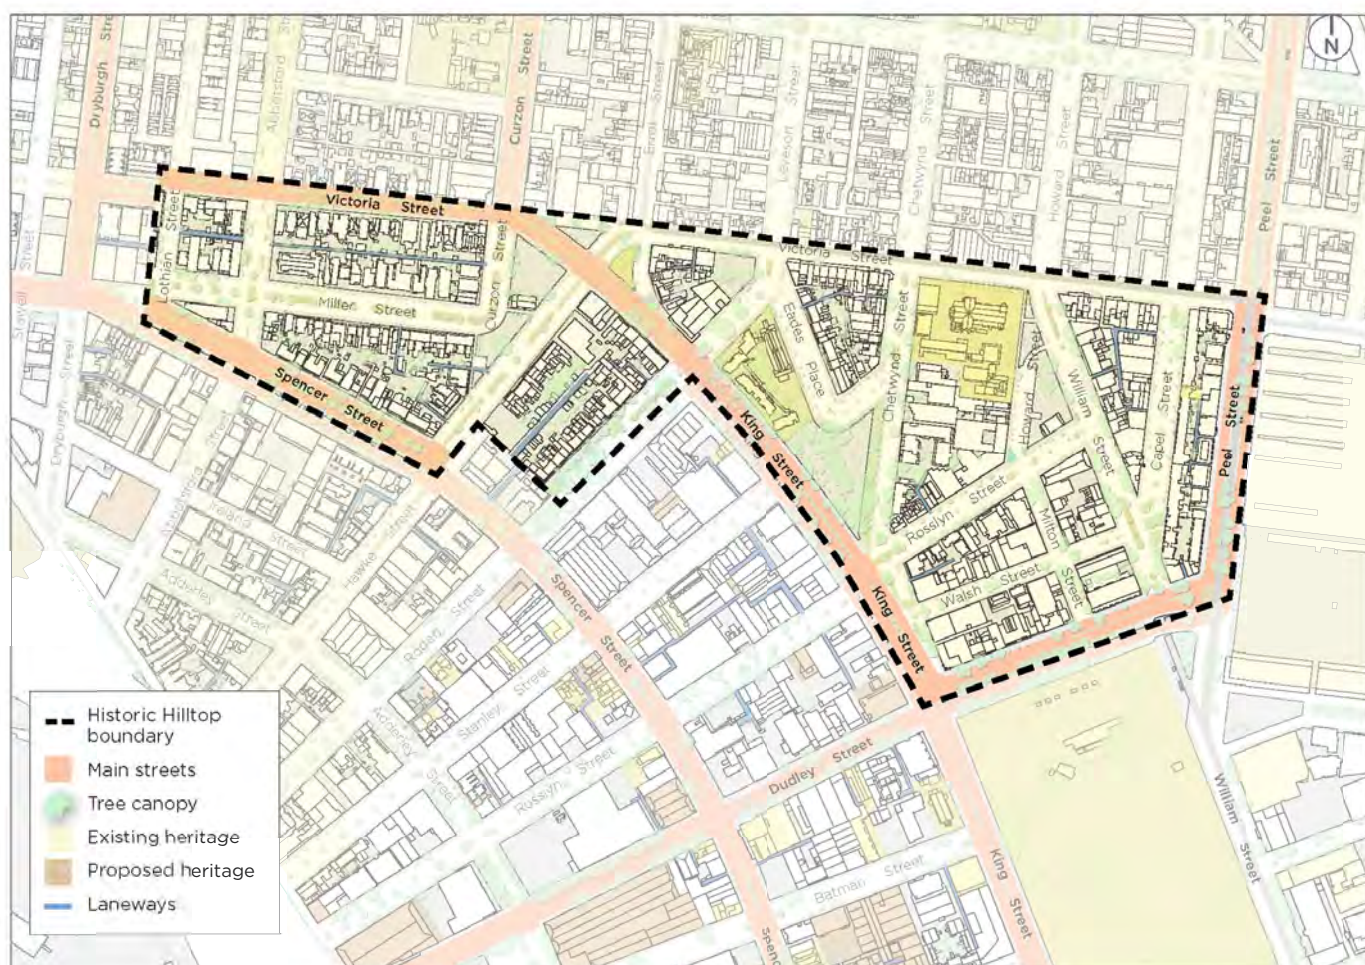 N
Dryburgh Str
Abbotsford
Str
Curzon Street
Errol
Street
Leveson Street
Chetwynd Street
Howard Street
Peel Street
Victoria Street
Victoria Street
Lothian Street
Curzon Street
Miller Street
Spencer Street
Eades Place
Chetwynd Street
Howard
William Street
Capel Street
Peel Street
King Street
King Street
Rosslyn Street
Milton Street
Walsh Street
Stawell Street
Dryburgh Street
Abbotsford Street
Ireland Street
Adderley Street
Hawke Street
Roden Street
Stanley Street
Adderley Street
Rosslyn Street
Spencer Street
Dudley Street
Batman Street
King Street
William Street
Spenc
Historic Hilltop
boundary
Main streets
Tree canopy
Existing heritage
Proposed heritage
Laneways